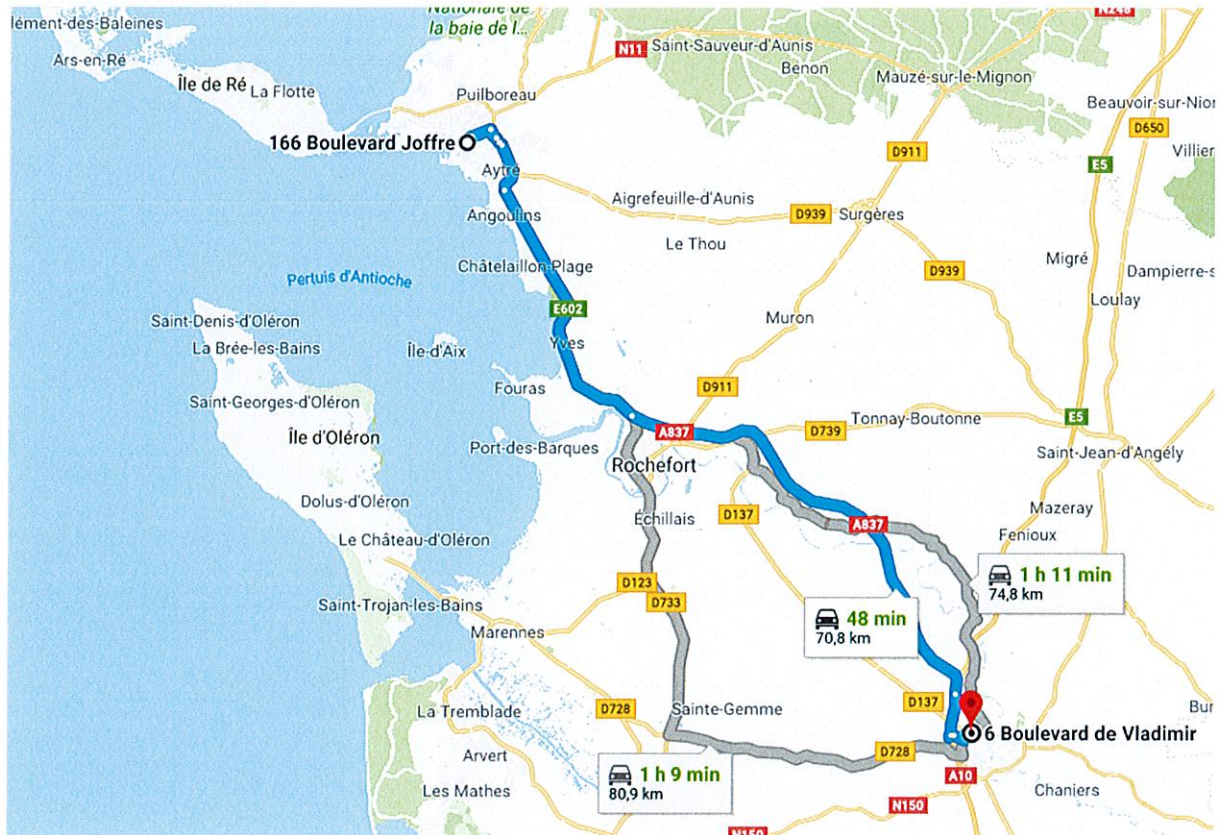 Nationale de
la baie de l...
lément-des-Baleines
Ars-en-Ré
Île de Ré
La Flotte
Puilboreau
N11
Saint-Sauveur-d'Aunis
Benon
N248
Mauzé-sur-le-Mignon
Beauvoir-sur-Nior
D650
Villier
E5
166 Boulevard Joffre
Aytré
D911
Angoulins
Aigrefeuille-d'Aunis
D939
Surgères
Le Thou
Châtelaillon-Plage
D939
Migré
Dampierre-s
Loulay
Pertuis d'Antioche
E602
Yves
Muron
Saint-Denis-d'Oléron
La Brée-les-Bains
Île-d'Aix
Fouras
D911
Saint-Georges-d'Oléron
Île d'Oléron
Port-des-Barques
A837
D739
Tonnay-Boutonne
E5
Saint-Jean-d'Angély
Rochefort
Dolus-d'Oléron
Échillais
D137
A837
Mazeray
Fenioux
Le Château-d'Oléron
D123
D733
1 h 11 min
74,8 km
Saint-Trojan-les-Bains
Marennes
48 min
70,8 km
La Tremblade
D728
Sainte-Gemme
D137
6 Boulevard de Vladimir
Bur
Arvert
D728
1 h 9 min
80,9 km
A10
Chaniers
Les Mathes
N150
N150